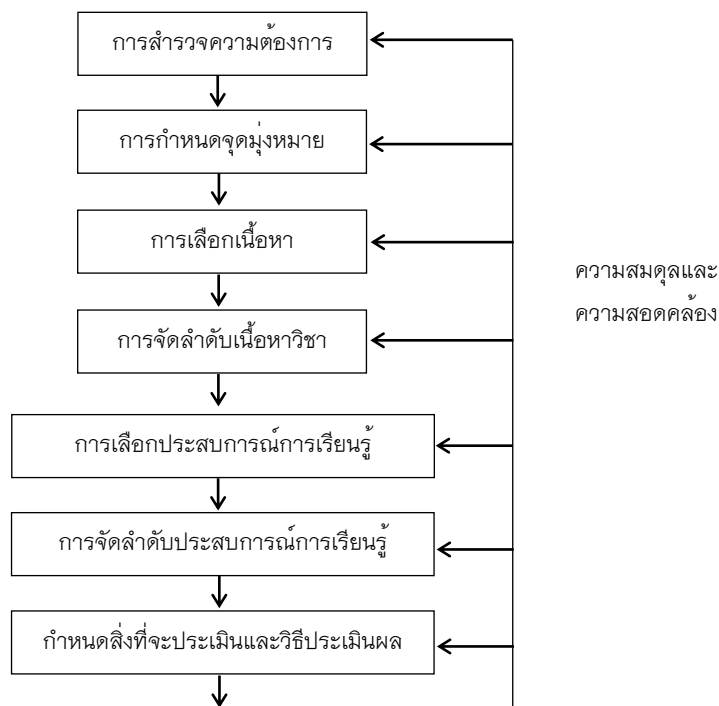 การสำรวจความต้องการ
การกำหนดจุดมุ่งหมาย
การเลือกเนื้อหา
ความสมดุลและ
ความสอดคล้อง
การจัดลำดับเนื้อหาวิชา
การเลือกประสบการณ์การเรียนรู้
การจัดลำดับประสบการณ์การเรียนรู้
กำหนดสิ่งที่จะประเมินและวิธีประเมินผล